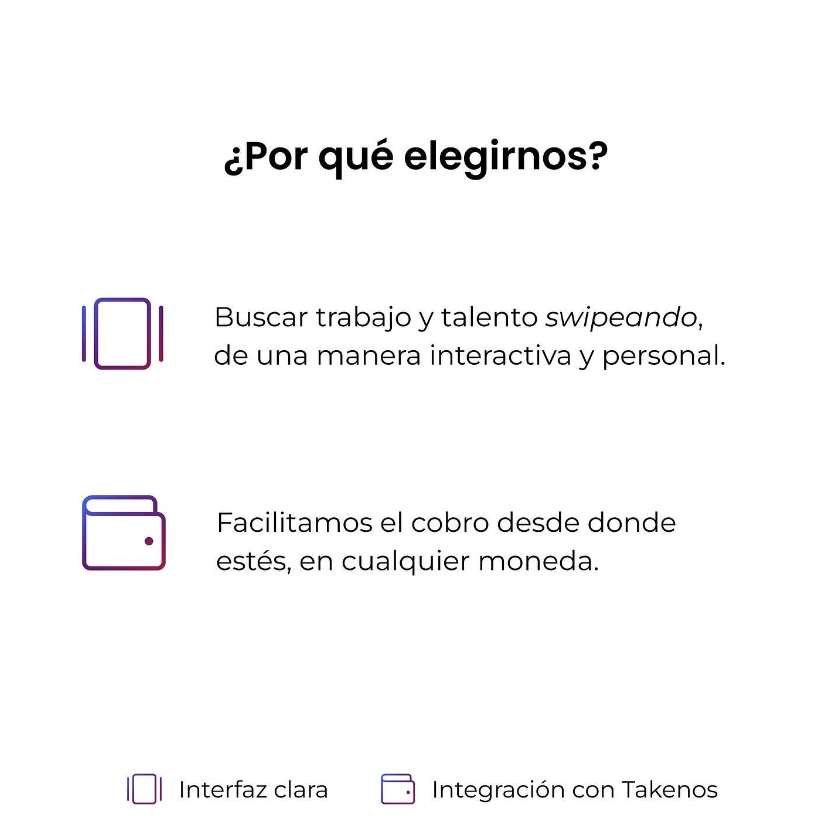 ¿Por qué elegirnos?
Buscar trabajo y talento swipeando,
de una manera interactiva y personal.
Facilitamos el cobro desde donde
estés, en cualquier moneda.
Interfaz clara
Integración con Takenos